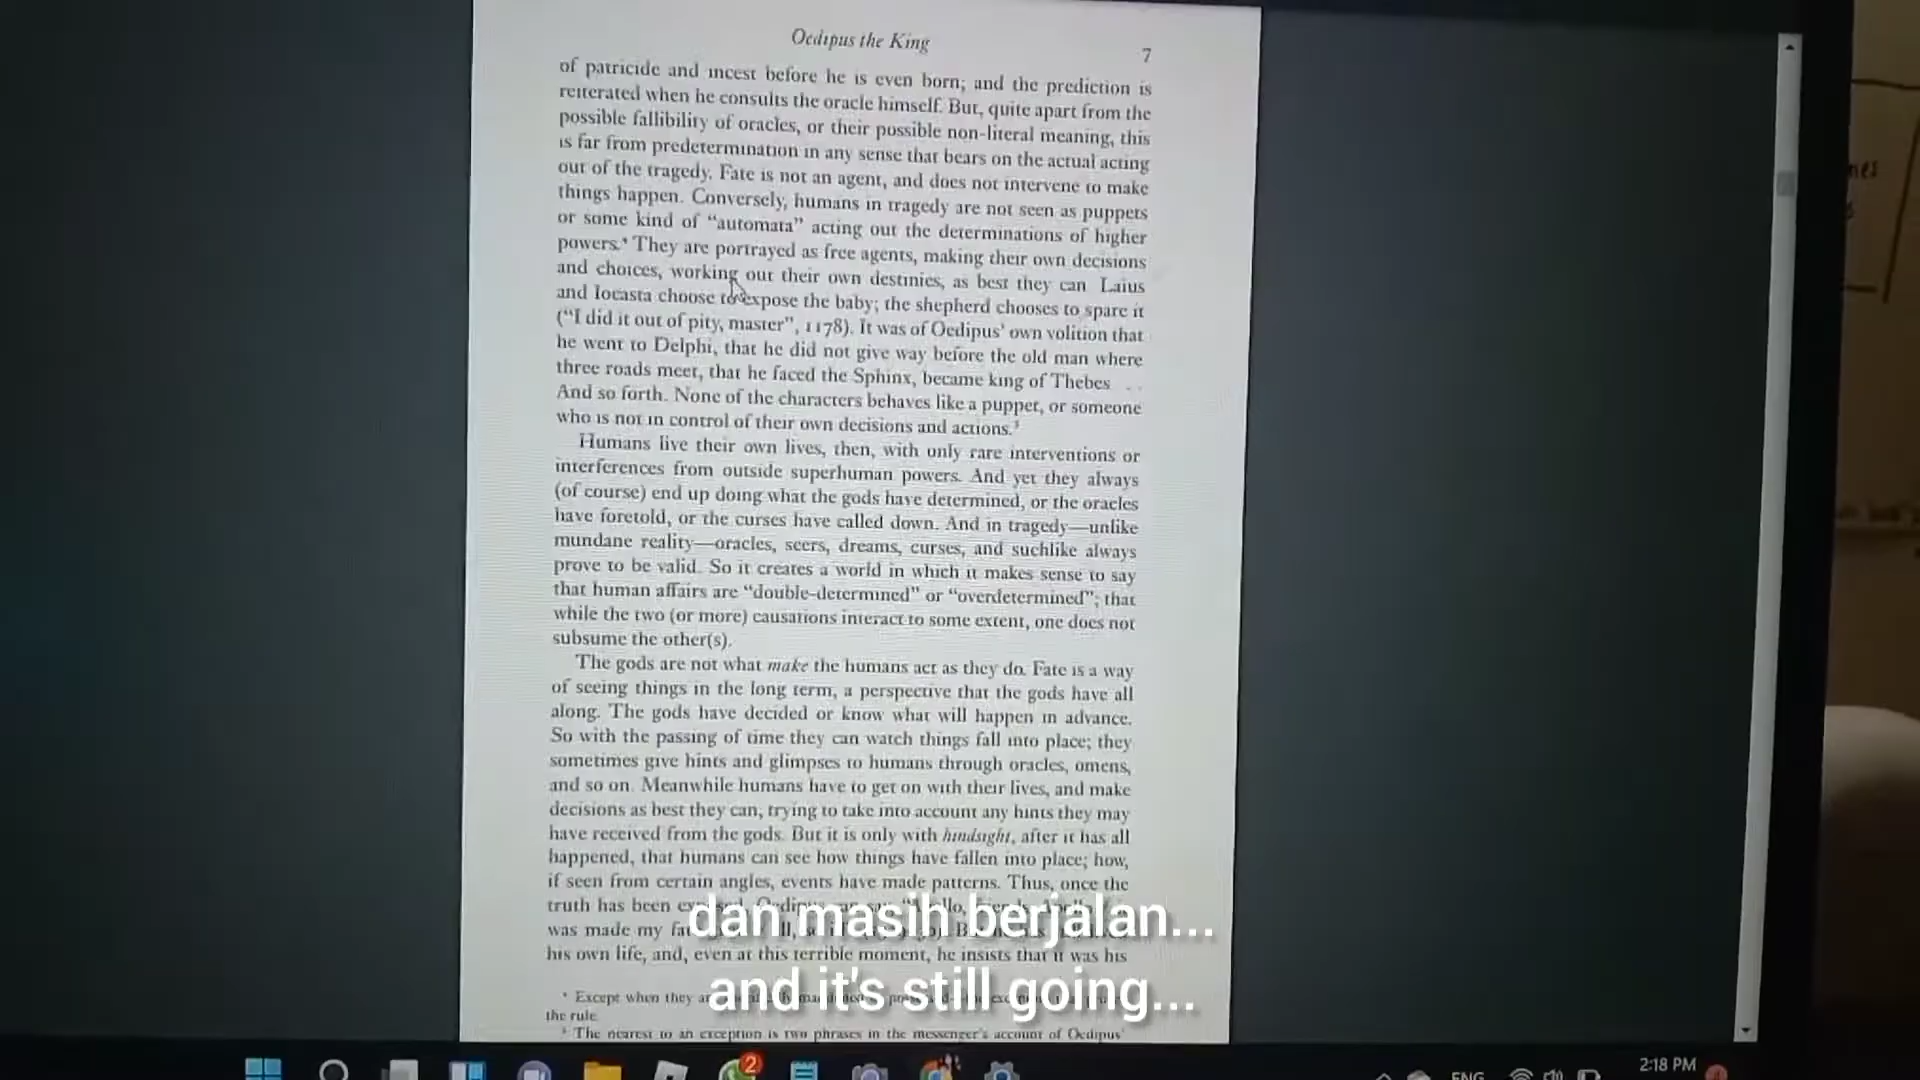 Oedipus the King
7
of patricide and incest before he is even born; and the prediction is
reiterated when he consults the oracle himself. But, quite apart from the
possible fallibility of oracles, or their possible non-literal meaning, this
is far from predetermination in any sense that bears on the actual acting
out of the tragedy. Fate is not an agent, and does not intervene to make
things happen. Conversely, humans in tragedy are not seen as puppets
or some kind of “automata” acting out the determinations of higher
powers.⁴ They are portrayed as free agents, making their own decisions
and choices, working out their own destinies, as best they can Laius
and Iocasta choose to expose the baby; the shepherd chooses to spare it
(“I did it out of pity, master”, 1178). It was of Oedipus’ own volition that
he went to Delphi, that he did not give way before the old man where
three roads meet, that he faced the Sphinx, became king of Thebes . .
And so forth. None of the characters behaves like a puppet, or someone
who is not in control of their own decisions and actions.⁵
Humans live their own lives, then, with only rare interventions or
interferences from outside superhuman powers. And yet they always
(of course) end up doing what the gods have determined, or the oracles
have foretold, or the curses have called down. And in tragedy—unlike
mundane reality—oracles, seers, dreams, curses, and suchlike always
prove to be valid. So it creates a world in which it makes sense to say
that human affairs are “double-determined” or “overdetermined”; that
while the two (or more) causations interact to some extent, one does not
subsume the other(s).
The gods are not what make the humans act as they do. Fate is a way
of seeing things in the long term, a perspective that the gods have all
along. The gods have decided or know what will happen in advance.
So with the passing of time they can watch things fall into place; they
sometimes give hints and glimpses to humans through oracles, omens,
and so on. Meanwhile humans have to get on with their lives, and make
decisions as best they can, trying to take into account any hints they may
have received from the gods. But it is only with hindsight, after it has all
happened, that humans can see how things have fallen into place; how,
if seen from certain angles, events have made patterns. Thus, once the
truth has been
was made my
his own life, and, even at this terrible moment, he insists that it was his
dan masih berjalan...
and it's still going...
Except when they
the rule
The nearest to an exception is two phrases in the messenger’s account of Oedipus’
2
ENG
2:18 PM